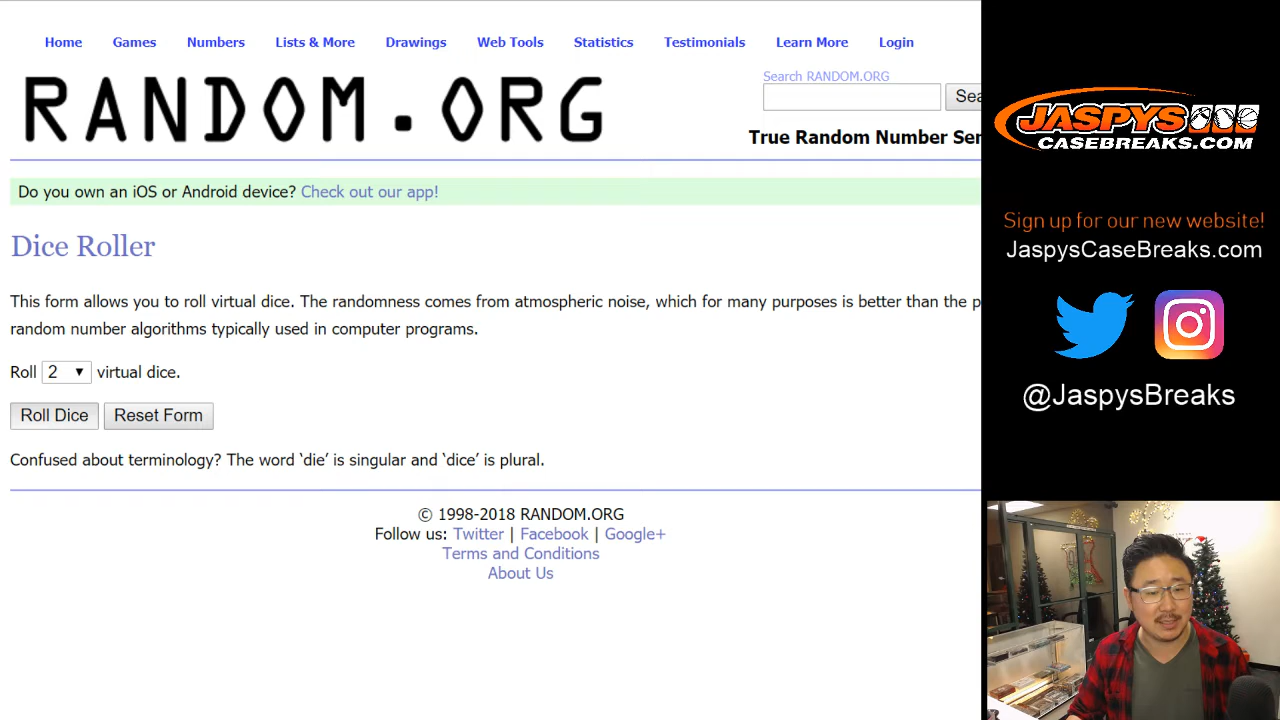 Home Games Numbers Lists & More Drawings Web Tools Statistics Testimonials Learn More Login
RANDOM.ORG
Search RANDOM.ORG
Sea
True Random Number Ser
Do you own an iOS or Android device? Check out our app!
Dice Roller
This form allows you to roll virtual dice. The randomness comes from atmospheric noise, which for many purposes is better than the p
random number algorithms typically used in computer programs.
Roll 2 virtual dice.
Roll Dice Reset Form
Confused about terminology? The word ‘die’ is singular and ‘dice’ is plural.
© 1998-2018 RANDOM.ORG
Follow us: Twitter | Facebook | Google+
Terms and Conditions
About Us
JASPYS
CASEBREAKS.COM
Sign up for our new website!
JaspysCaseBreaks.com
@JaspysBreaks